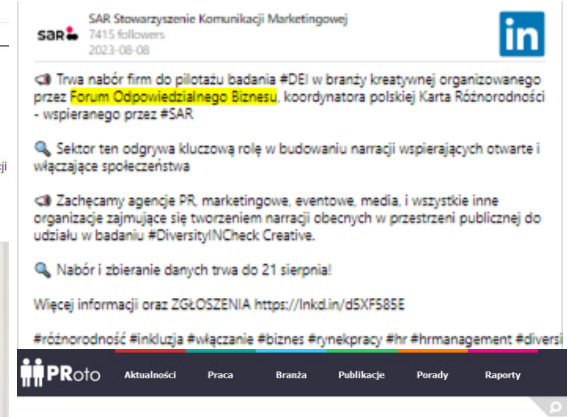 SAR Stowarzyszenie Komunikacji Marketingowej
7415 followers
2023-08-08
saR
in
Trwa nabór firm do pilotażu badania #DEI w branży kreatywnej organizowanego
przez Forum Odpowiedzialnego Biznesu, koordynatora polskiej Karta Różnorodności
- wspieranego przez #SAR
Sektor ten odgrywa kluczową rolę w budowaniu narracji wspierających otwarte i
włączające społeczeństwa
Zachęcamy agencje PR, marketingowe, eventowe, media, i wszystkie inne
organizacje zajmujące się tworzeniem narracji obecnych w przestrzeni publicznej do
udziału w badaniu #DiversityINCheck Creative.
Nabór i zbieranie danych trwa do 21 sierpnia!
Więcej informacji oraz ZGŁOSZENIA https://lnkd.in/d5XF585E
#różnorodność #inkluzja #włączanie #biznes #rynekpracy #hr #hrmanagement #diversi
PRoto Aktualności Praca Branża Publikacje Porady Raporty